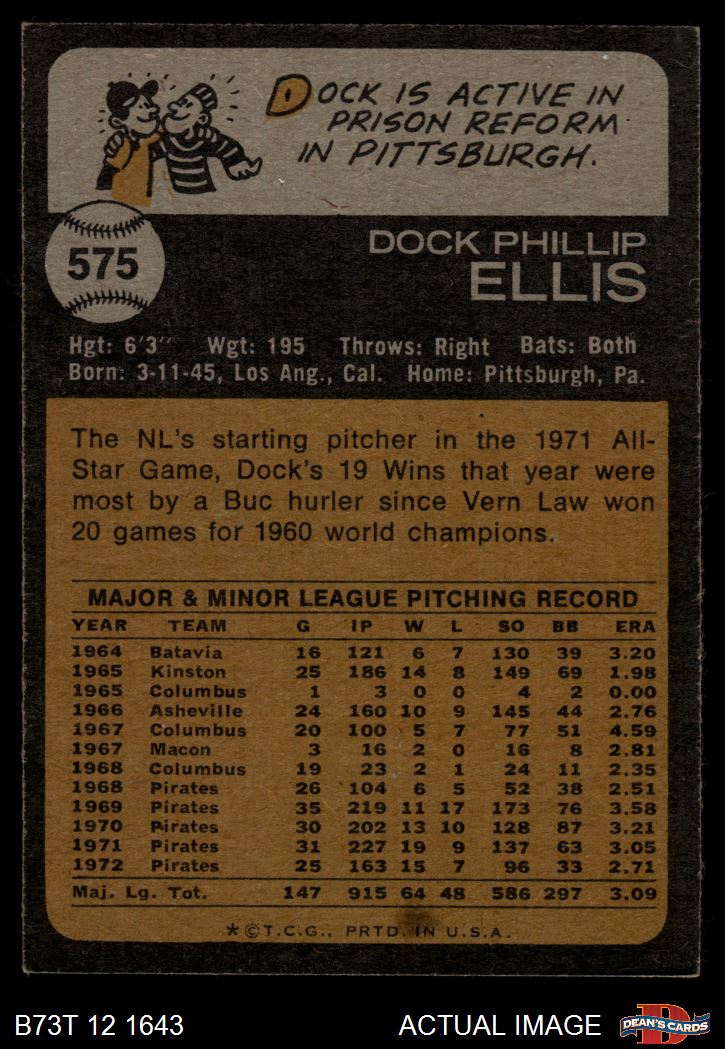 DOCK IS ACTIVE IN
PRISON REFORM
IN PITTSBURGH.
575
DOCK PHILLIP
ELLIS
Hgt: 6'3" Wgt: 195 Throws: Right Bats: Both
Born: 3-11-45, Los Ang., Cal. Home: Pittsburgh, Pa.
The NL's starting pitcher in the 1971 All-
Star Game, Dock's 19 Wins that year were
most by a Buc hurler since Vern Law won
20 games for 1960 world champions.
MAJOR & MINOR LEAGUE PITCHING RECORD
YEAR TEAM G IP W L SO BB ERA
1964 Batavia 16 121 6 7 130 39 3.20
1965 Kinston 25 186 14 8 149 69 1.98
1965 Columbus 1 3 0 0 4 2 0.00
1966 Asheville 24 160 10 9 145 44 2.76
1967 Columbus 20 100 5 7 77 51 4.59
1967 Macon 3 16 2 0 16 8 2.81
1968 Columbus 19 23 2 1 24 11 2.35
1968 Pirates 26 104 6 5 52 38 2.51
1969 Pirates 35 219 11 17 173 76 3.58
1970 Pirates 30 202 13 10 128 87 3.21
1971 Pirates 31 227 19 9 137 63 3.05
1972 Pirates 25 163 15 7 96 33 2.71
Maj. Lg. Tot. 147 915 64 48 586 297 3.09
*©T.C.G., PRTD. IN U.S.A.
B73T 12 1643 ACTUAL IMAGE
D
DEAN'S CARDS